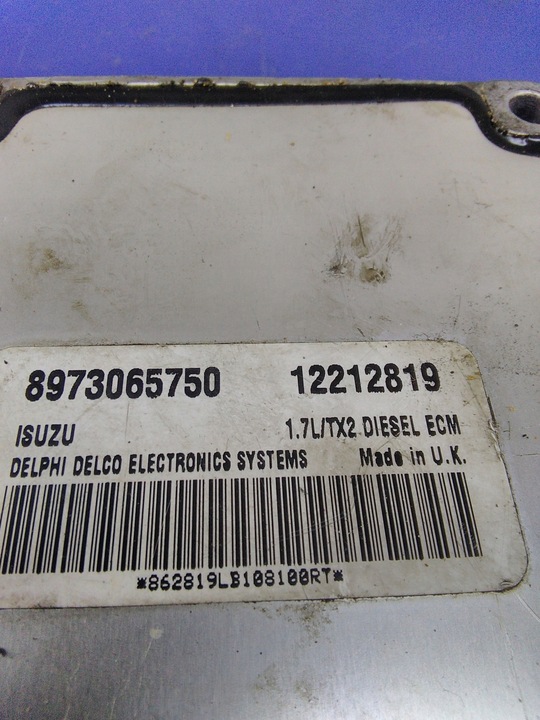 8973065750 12212819
ISUZU 1.7L/TX2 DIESEL ECM
DELPHI DELCO ELECTRONICS SYSTEMS Made in U.K.
*862819LB108100RT*